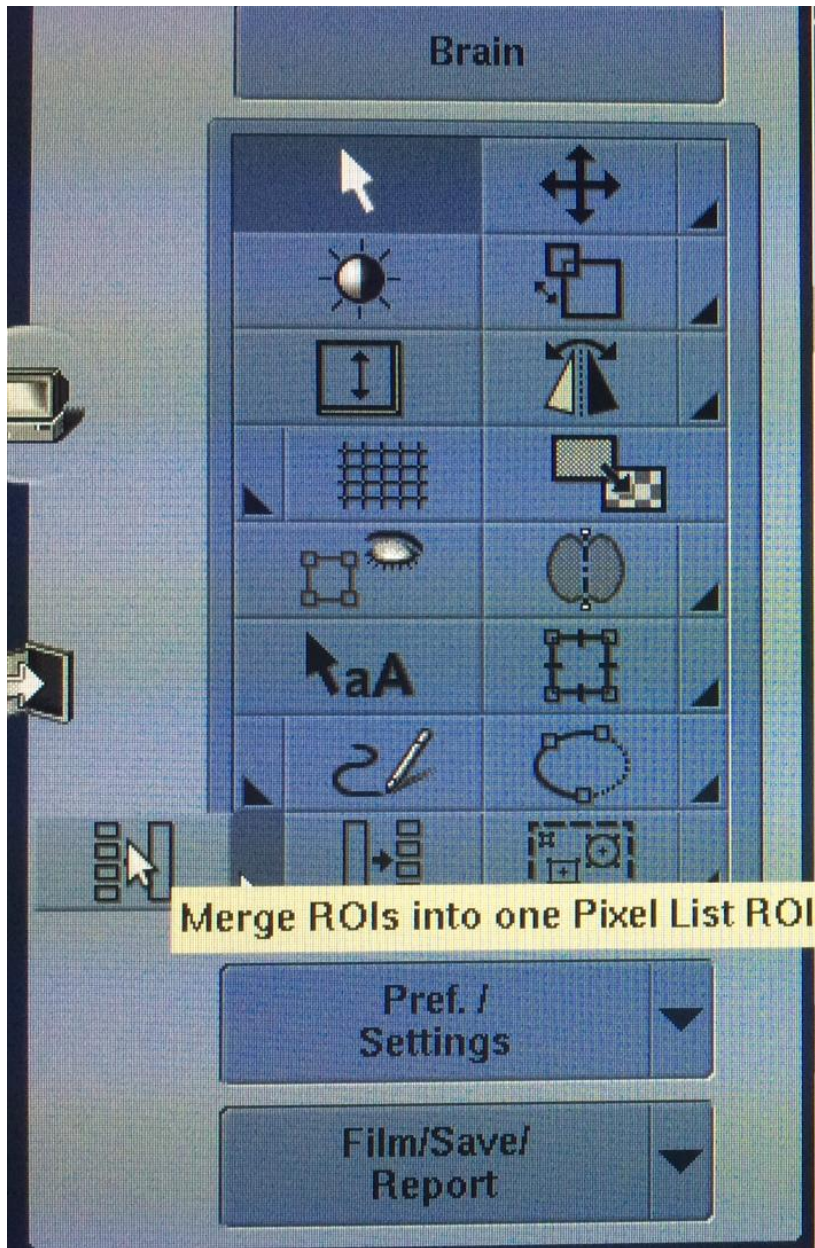 Brain
aA
Merge ROIs into one Pixel List ROI
Pref. /
Settings
Film/Save/
Report